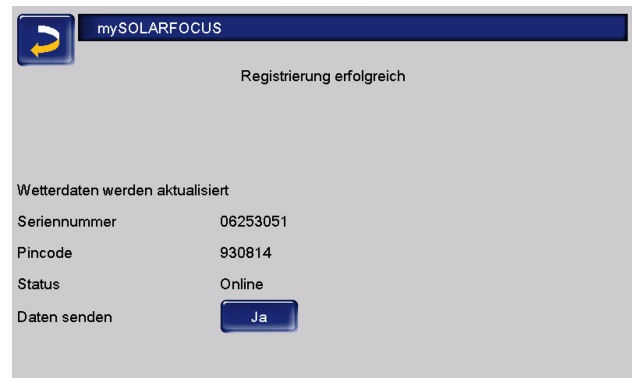 mySOLARFOCUS
Registrierung erfolgreich
Wetterdaten werden aktualisiert
Seriennummer 06253051
Pincode 930814
Status Online
Daten senden Ja